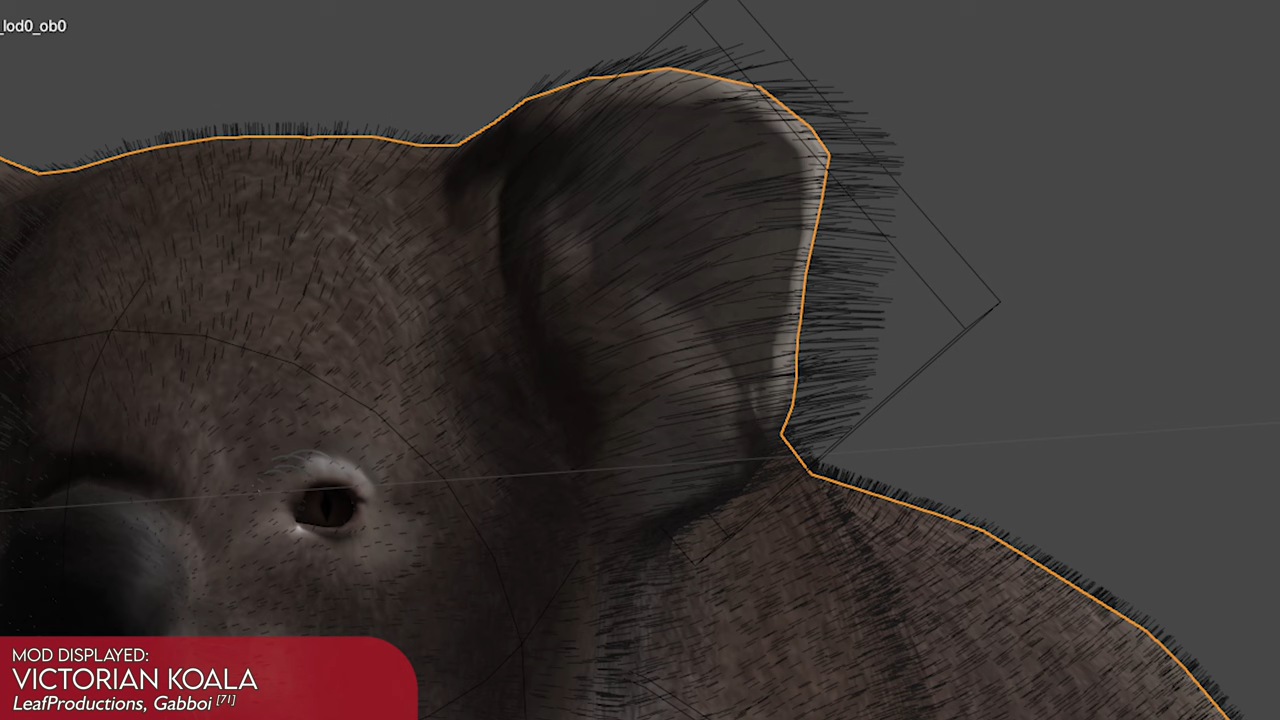 _lod0_ob0
MOD DISPLAYED:
VICTORIAN KOALA
LeafProductions, Gabboi [71]